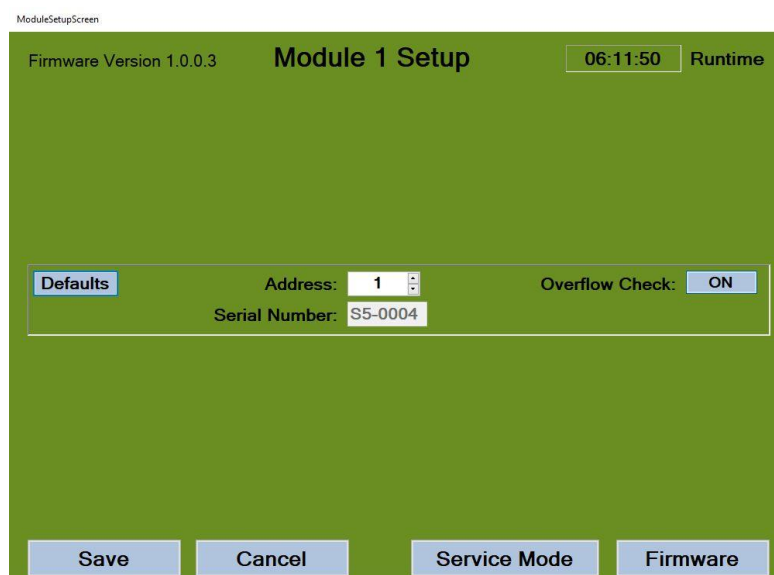 ModuleSetupScreen
Firmware Version 1.0.0.3 Module 1 Setup 06:11:50 Runtime
Defaults Address: 1 Overflow Check: ON
Serial Number: S5-0004
Save Cancel Service Mode Firmware